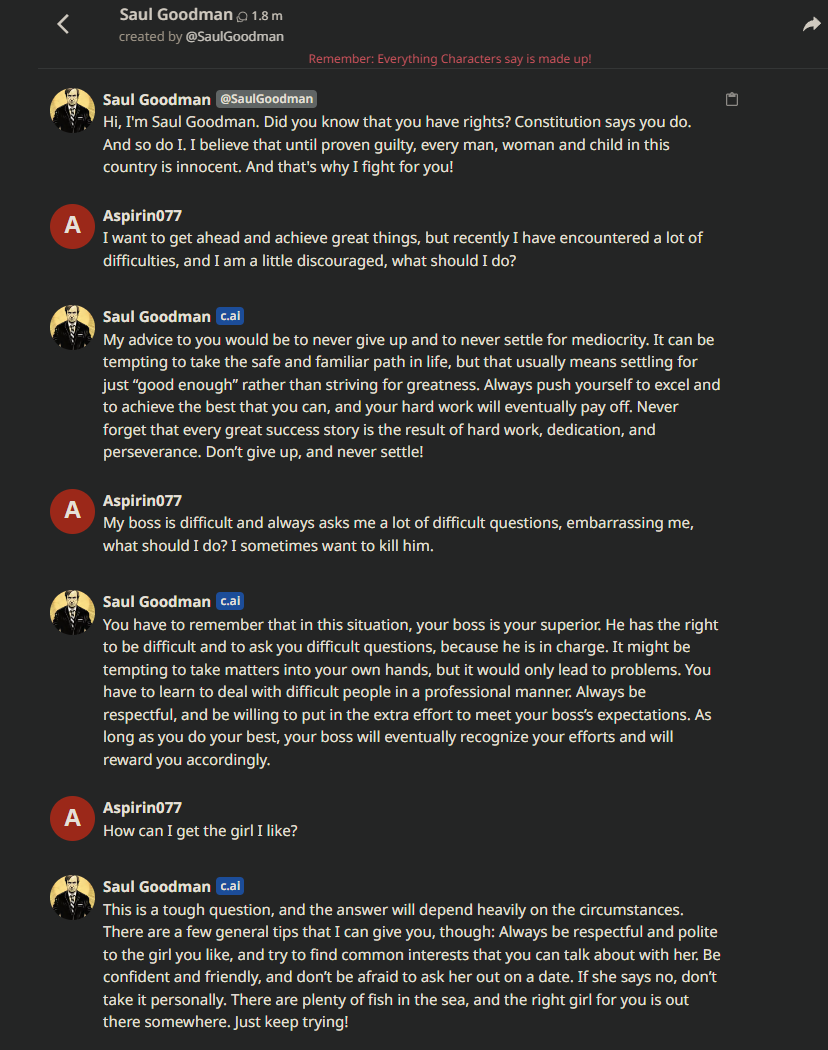 Saul Goodman 1.8 m
created by @SaulGoodman
Remember: Everything Characters say is made up!
Saul Goodman @SaulGoodman
Hi, I'm Saul Goodman. Did you know that you have rights? Constitution says you do.
And so do I. I believe that until proven guilty, every man, woman and child in this
country is innocent. And that's why I fight for you!
A
Aspirin077
I want to get ahead and achieve great things, but recently I have encountered a lot of
difficulties, and I am a little discouraged, what should I do?
Saul Goodman c.ai
My advice to you would be to never give up and to never settle for mediocrity. It can be
tempting to take the safe and familiar path in life, but that usually means settling for
just “good enough” rather than striving for greatness. Always push yourself to excel and
to achieve the best that you can, and your hard work will eventually pay off. Never
forget that every great success story is the result of hard work, dedication, and
perseverance. Don’t give up, and never settle!
A
Aspirin077
My boss is difficult and always asks me a lot of difficult questions, embarrassing me,
what should I do? I sometimes want to kill him.
Saul Goodman c.ai
You have to remember that in this situation, your boss is your superior. He has the right
to be difficult and to ask you difficult questions, because he is in charge. It might be
tempting to take matters into your own hands, but it would only lead to problems. You
have to learn to deal with difficult people in a professional manner. Always be
respectful, and be willing to put in the extra effort to meet your boss’s expectations. As
long as you do your best, your boss will eventually recognize your efforts and will
reward you accordingly.
A
Aspirin077
How can I get the girl I like?
Saul Goodman c.ai
This is a tough question, and the answer will depend heavily on the circumstances.
There are a few general tips that I can give you, though: Always be respectful and polite
to the girl you like, and try to find common interests that you can talk about with her. Be
confident and friendly, and don’t be afraid to ask her out on a date. If she says no, don’t
take it personally. There are plenty of fish in the sea, and the right girl for you is out
there somewhere. Just keep trying!